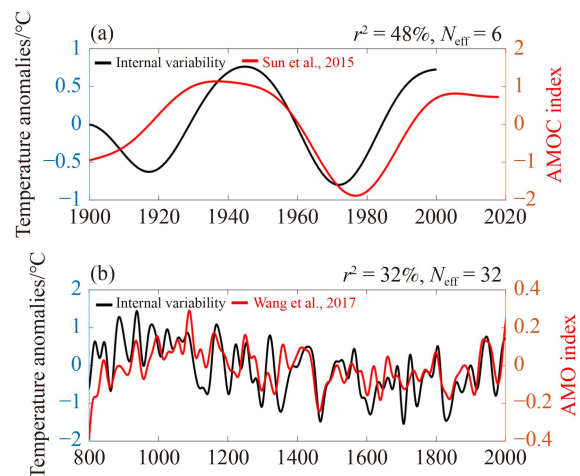 (a)
r² = 48%, Neff = 6
Internal variability
Sun et al., 2015
Temperature anomalies/°C
1
0.5
0
−0.5
−1
AMOC index
2
1
0
−1
−2
1900 1920 1940 1960 1980 2000 2020
(b)
r² = 32%, Neff = 32
Internal variability
Wang et al., 2017
Temperature anomalies/°C
2
1
0
−1
−2
AMO index
0.4
0.2
0
−0.2
−0.4
800 1000 1200 1400 1600 1800 2000